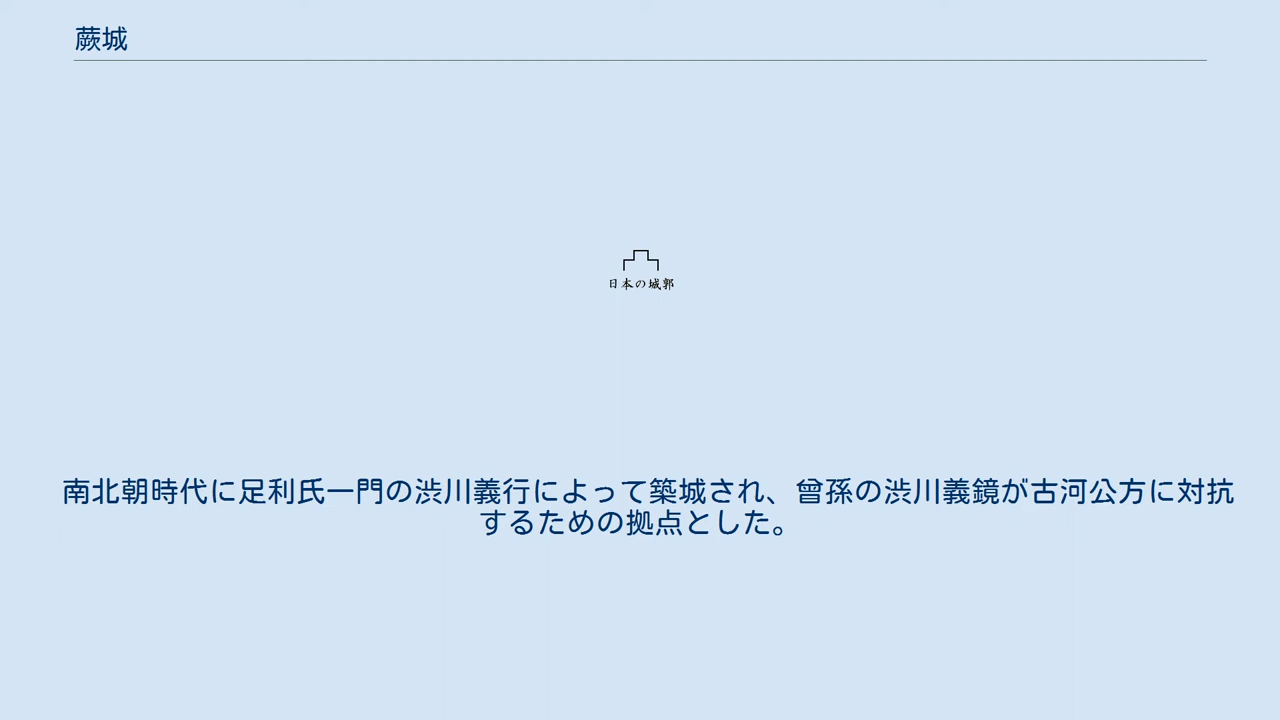 蕨城
日本の城郭
南北朝時代に足利氏一門の渋川義行によって築城され、曾孫の渋川義鏡が古河公方に対抗
するための拠点とした。